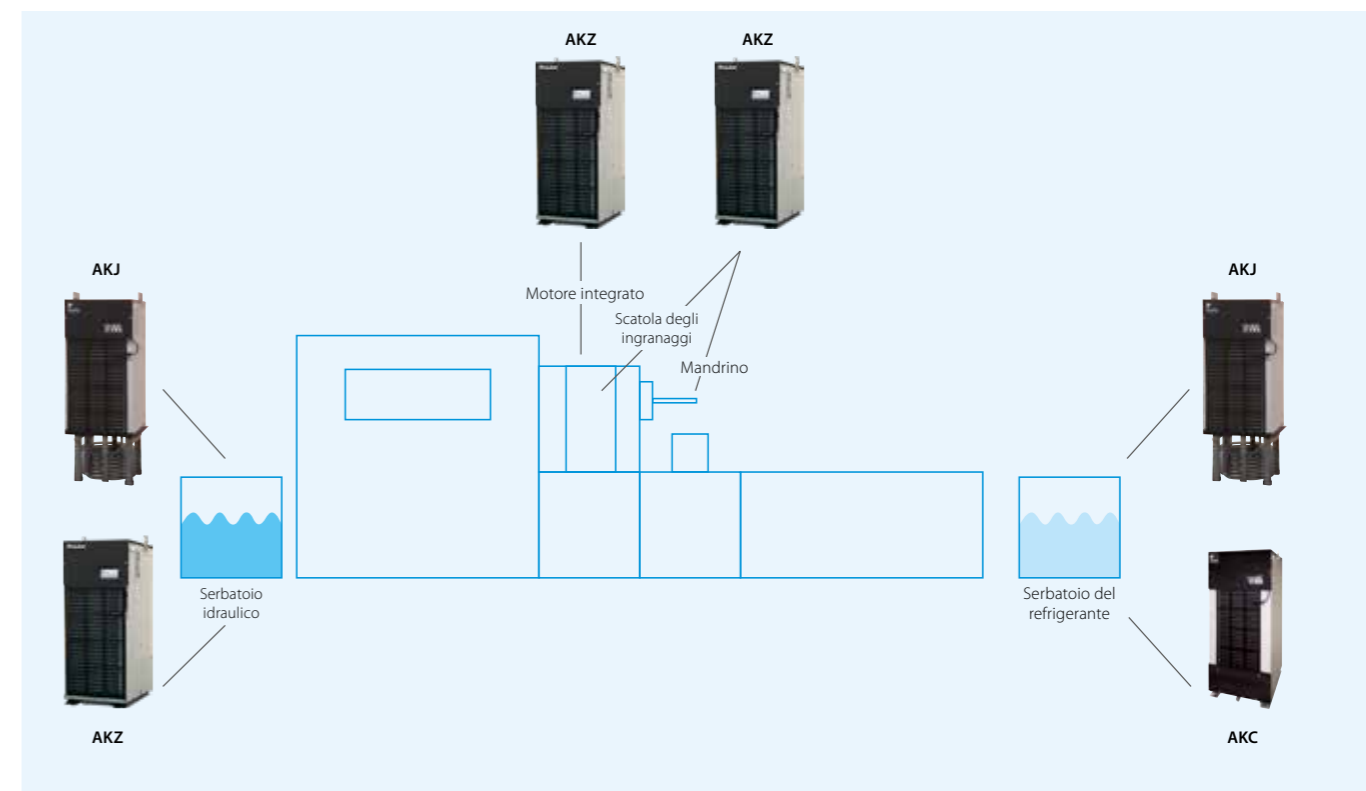 AKZ
AKZ
AKJ
AKJ
Motore integrato
Scatola degli
ingranaggi
Mandrino
Serbatoio
idraulico
Serbatoio del
refrigerante
AKZ
AKC